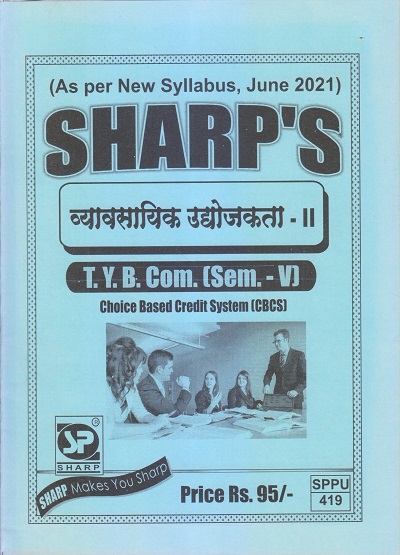 (As per New Syllabus, June 2021)
SHARP'S
व्यावसायिक उद्योजकता - II
T. Y. B. Com. (Sem. - V)
Choice Based Credit System (CBCS)
SP
®
SHARP
SHARP Makes You Sharp
Price Rs. 95/-
SPPU
419